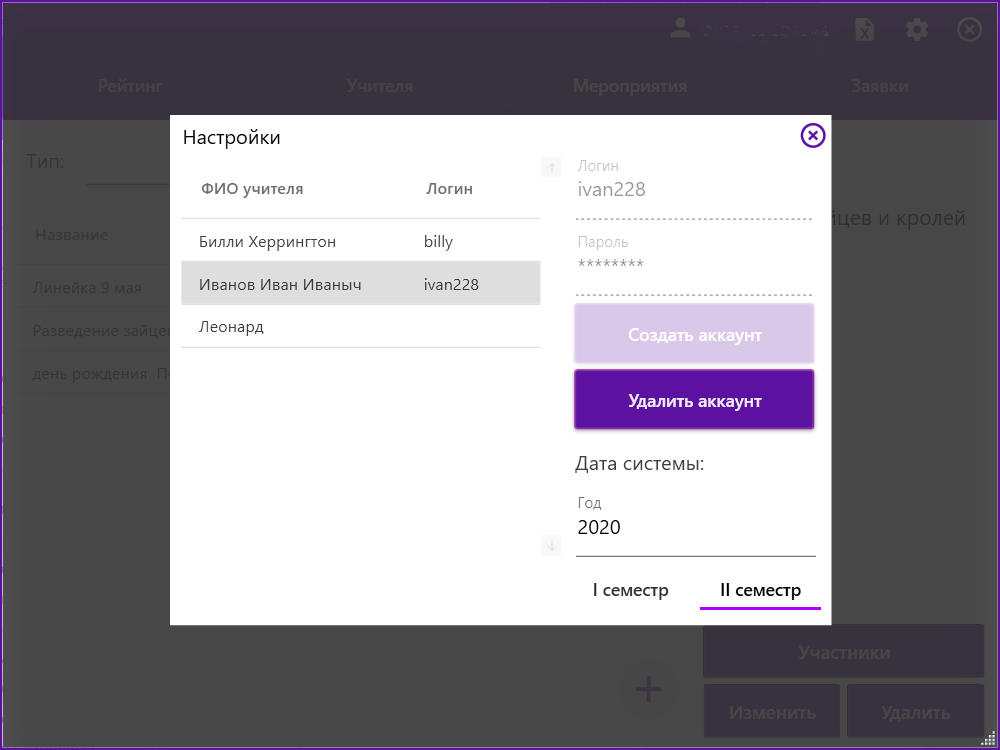 Рейтинг Учителя Мероприятия Заявки
Настройки
Тип:
ФИО учителя Логин
Билли Херрингтон billy
Иванов Иван Иваныч ivan228
Леонард
Логин
ivan228
Пароль
********
Создать аккаунт
Удалить аккаунт
Дата системы:
Год
2020
I семестр II семестр
Название
Линейка 9 мая
Разведение
день рождения
и кролей
Участники
Изменить Удалить